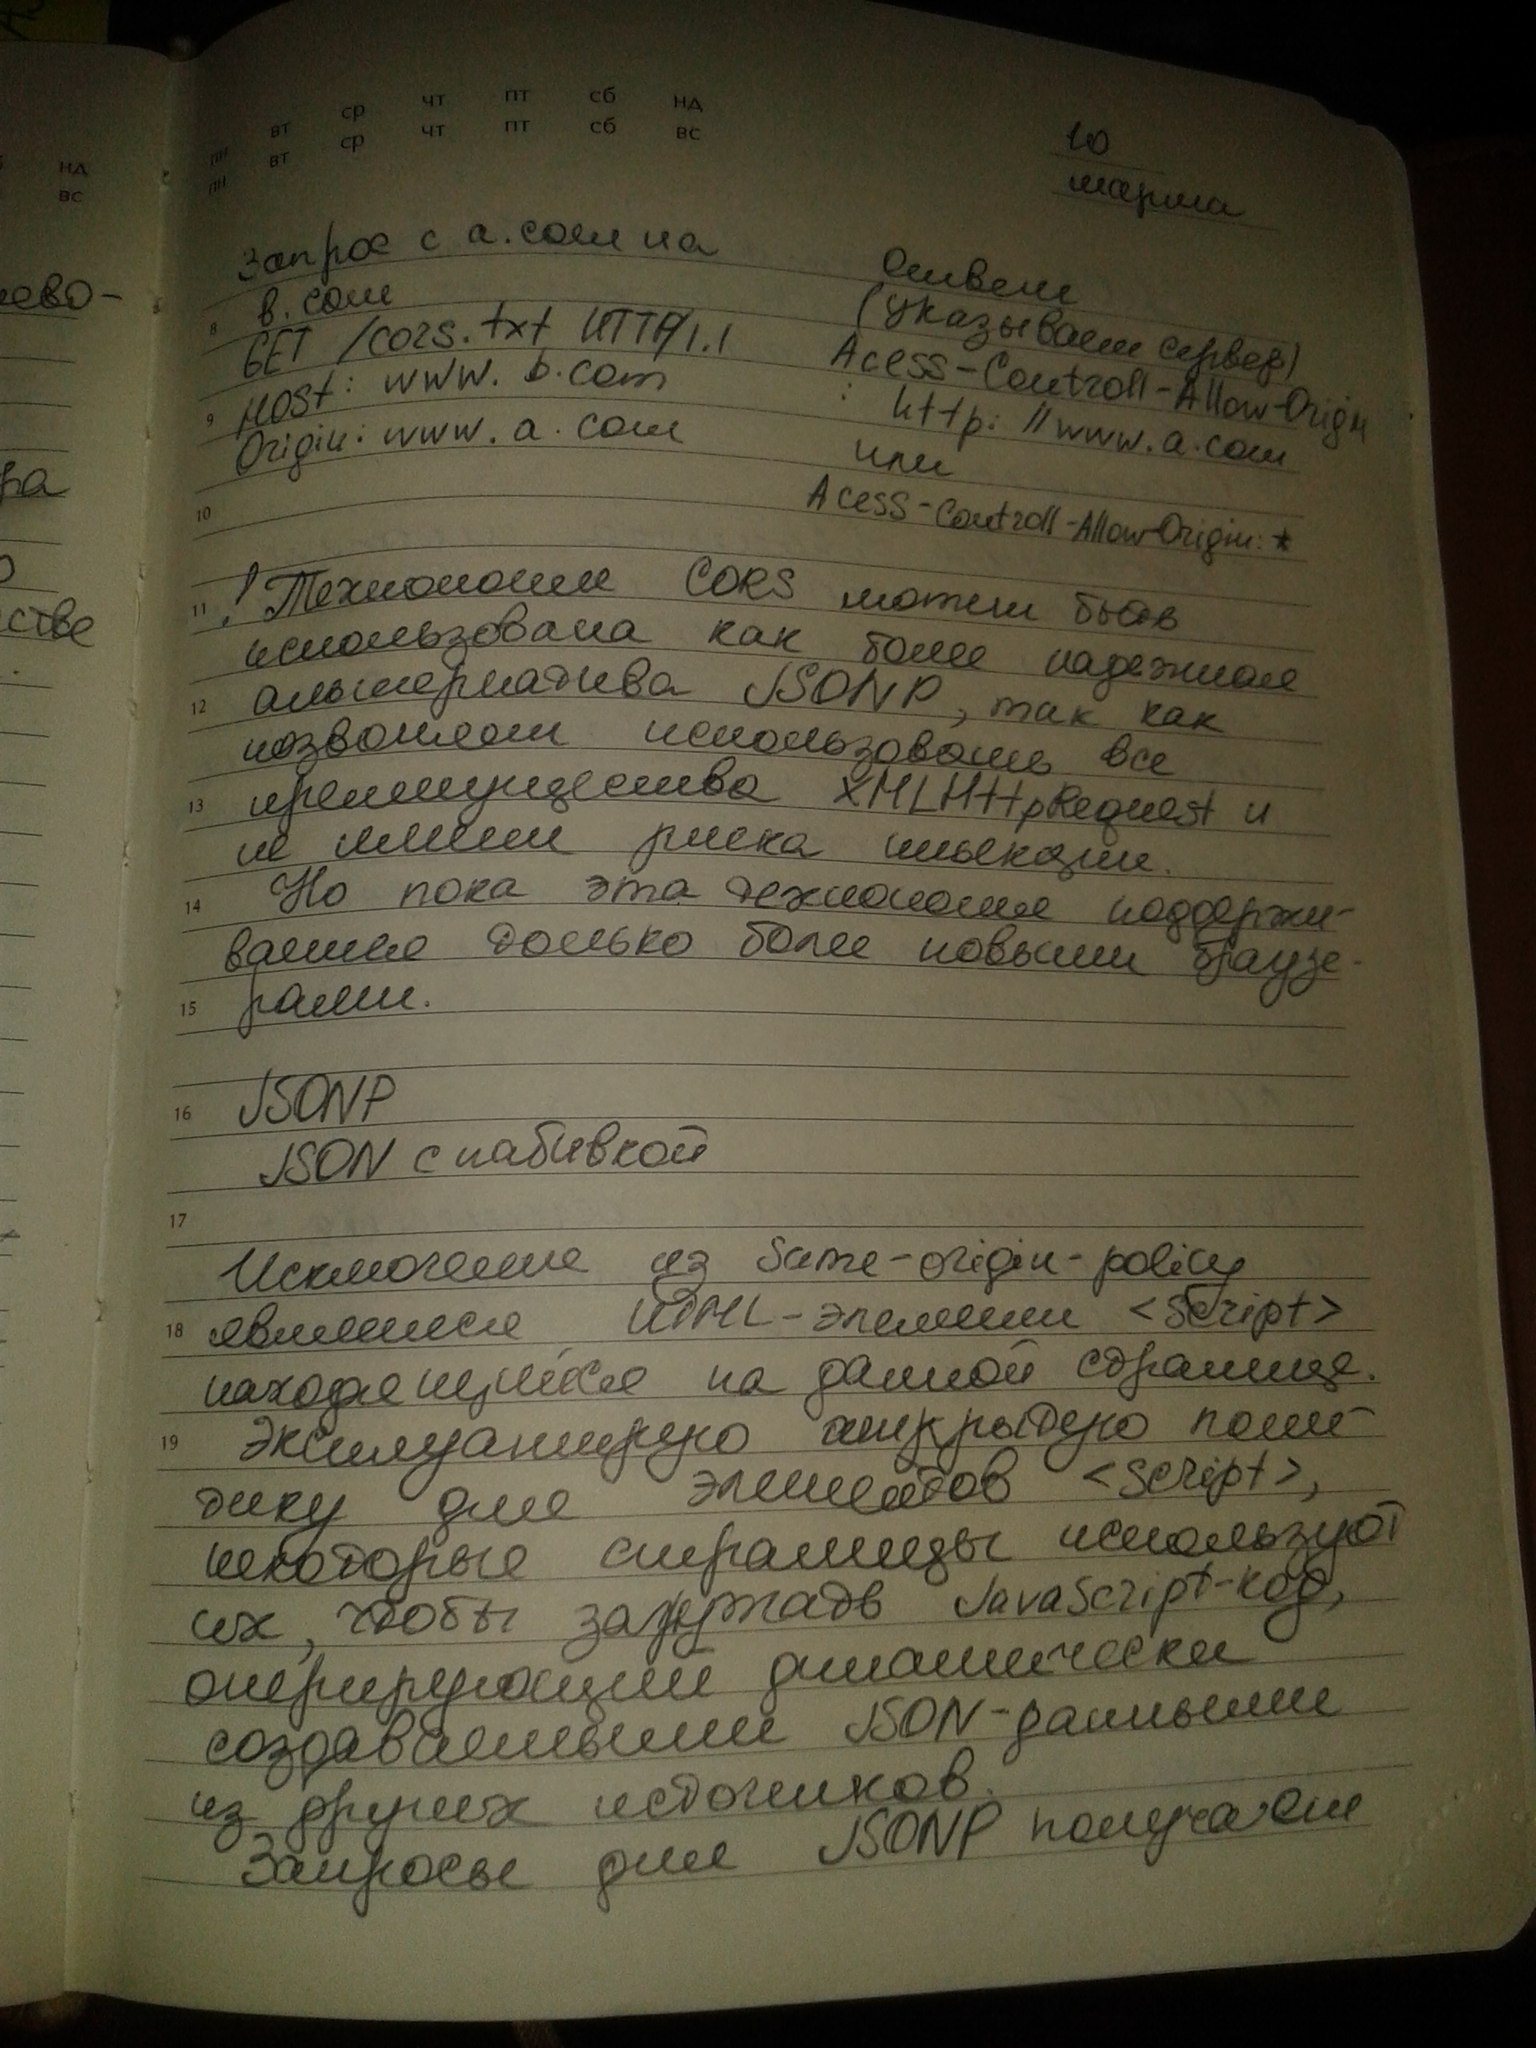 ср чт пт сб нд
пн вт ср чт пт сб вс
пн вт
нд
вс
10
марта
Запрос с a.com на
b.com
GET /cors.txt HTTP/1.1
Host: www.b.com
Origin: www.a.com
Ответ
(указывает сервер)
Acess-Controll-Allow-Origin
: http://www.a.com
или
Acess-Controll-Allow-Origin: *
8
9
10
11
12
13
14
15
16
17
18
19
! Технология CORS может быть
использована как более надежная
альтернатива JSONP, так как
позволяет использовать все
преимущества XMLHttpRequest и
не имеет риска инъекции.
Но пока эта технология поддержи-
вается только более новыми браузе-
рами.
JSONP
JSON с набивкой
Исключение из Same-origin-policy
является HTML-элемент <Script>
находящийся на данной странице.
Эксплуатируя открытую поли-
тику для элементов <Script>,
некоторые страницы используют
их, чтобы загружать JavaScript-код,
оперирующий динамически
создаваемыми JSON-данными
из других источников.
Запросы для JSONP получают
ево-
ра
о
стве